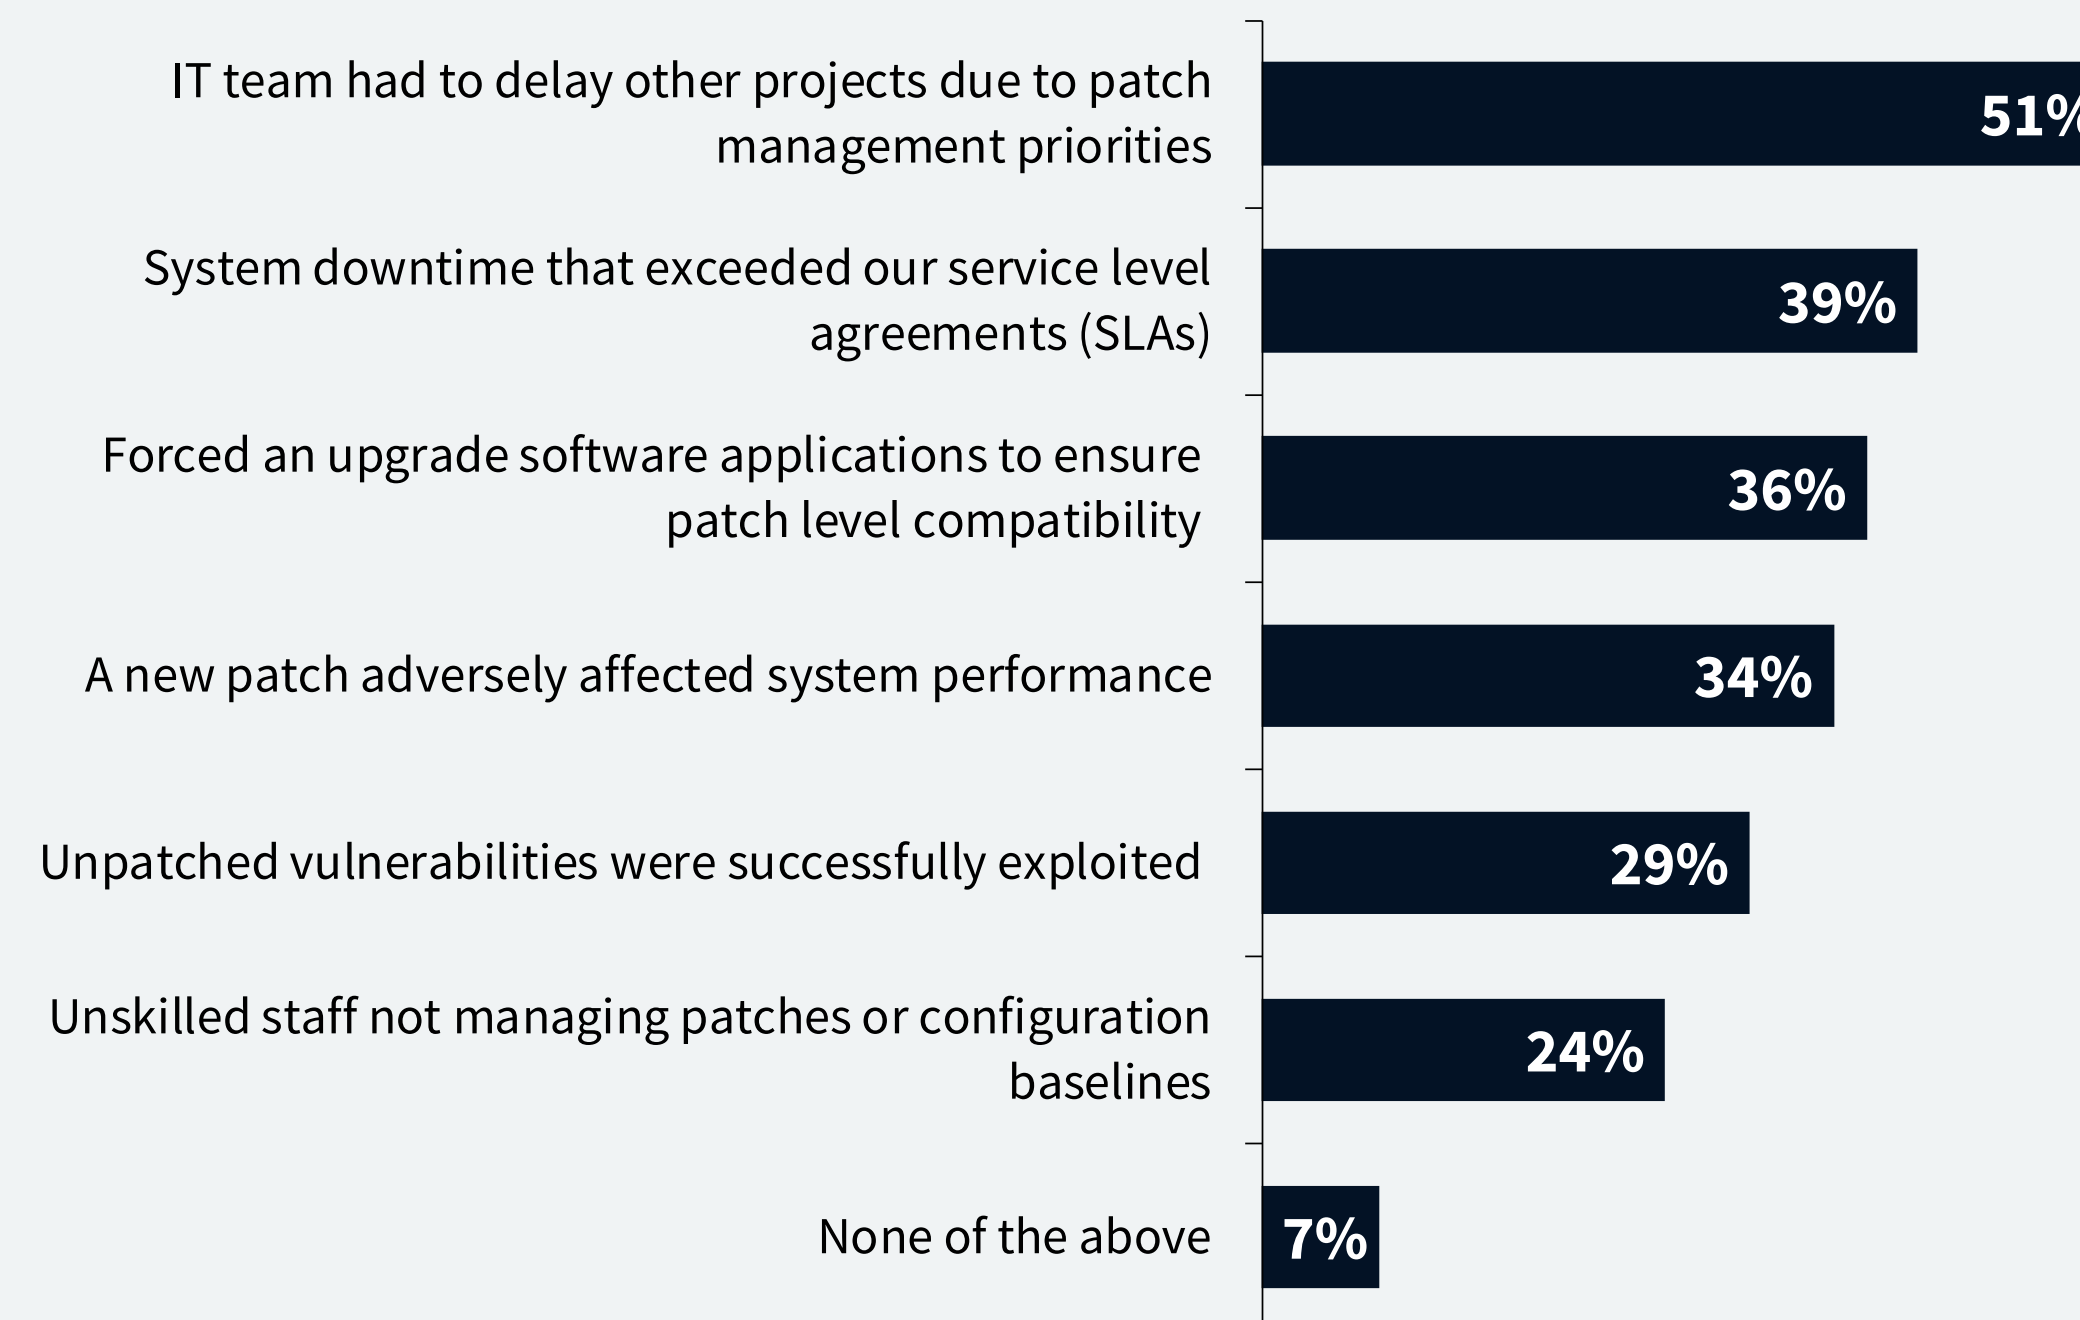 IT team had to delay other projects due to patch
management priorities
51%
System downtime that exceeded our service level
agreements (SLAs)
39%
Forced an upgrade software applications to ensure
patch level compatibility
36%
A new patch adversely affected system performance
34%
Unpatched vulnerabilities were successfully exploited
29%
Unskilled staff not managing patches or configuration
baselines
24%
None of the above
7%